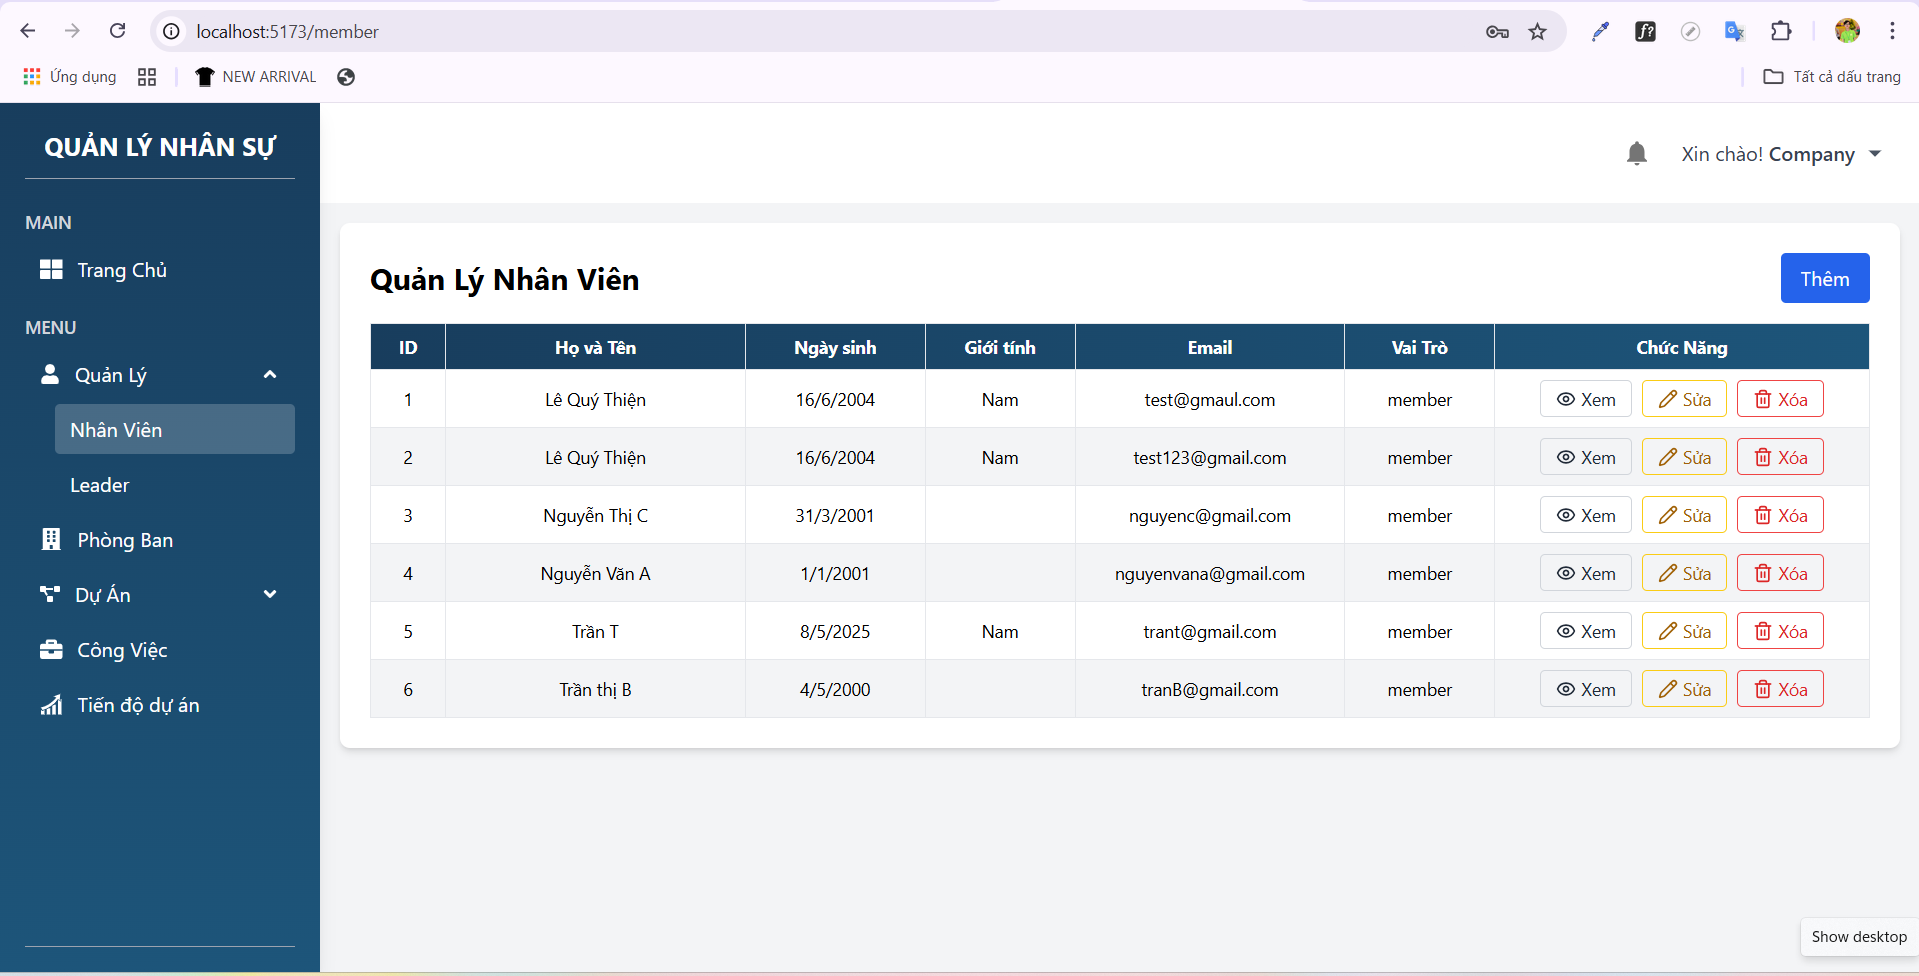 localhost:5173/member
Ứng dụng
NEW ARRIVAL
Tất cả dấu trang
QUẢN LÝ NHÂN SỰ
Xin chào! Company
MAIN
Trang Chủ
MENU
Quản Lý
Nhân Viên
Leader
Phòng Ban
Dự Án
Công Việc
Tiến độ dự án
Quản Lý Nhân Viên
Thêm
ID Họ và Tên Ngày sinh Giới tính Email Vai Trò Chức Năng
1 Lê Quý Thiện 16/6/2004 Nam test@gmaul.com member Xem Sửa Xóa
2 Lê Quý Thiện 16/6/2004 Nam test123@gmail.com member Xem Sửa Xóa
3 Nguyễn Thị C 31/3/2001 nguyenc@gmail.com member Xem Sửa Xóa
4 Nguyễn Văn A 1/1/2001 nguyenvana@gmail.com member Xem Sửa Xóa
5 Trần T 8/5/2025 Nam trant@gmail.com member Xem Sửa Xóa
6 Trần thị B 4/5/2000 tranB@gmail.com member Xem Sửa Xóa
Show desktop